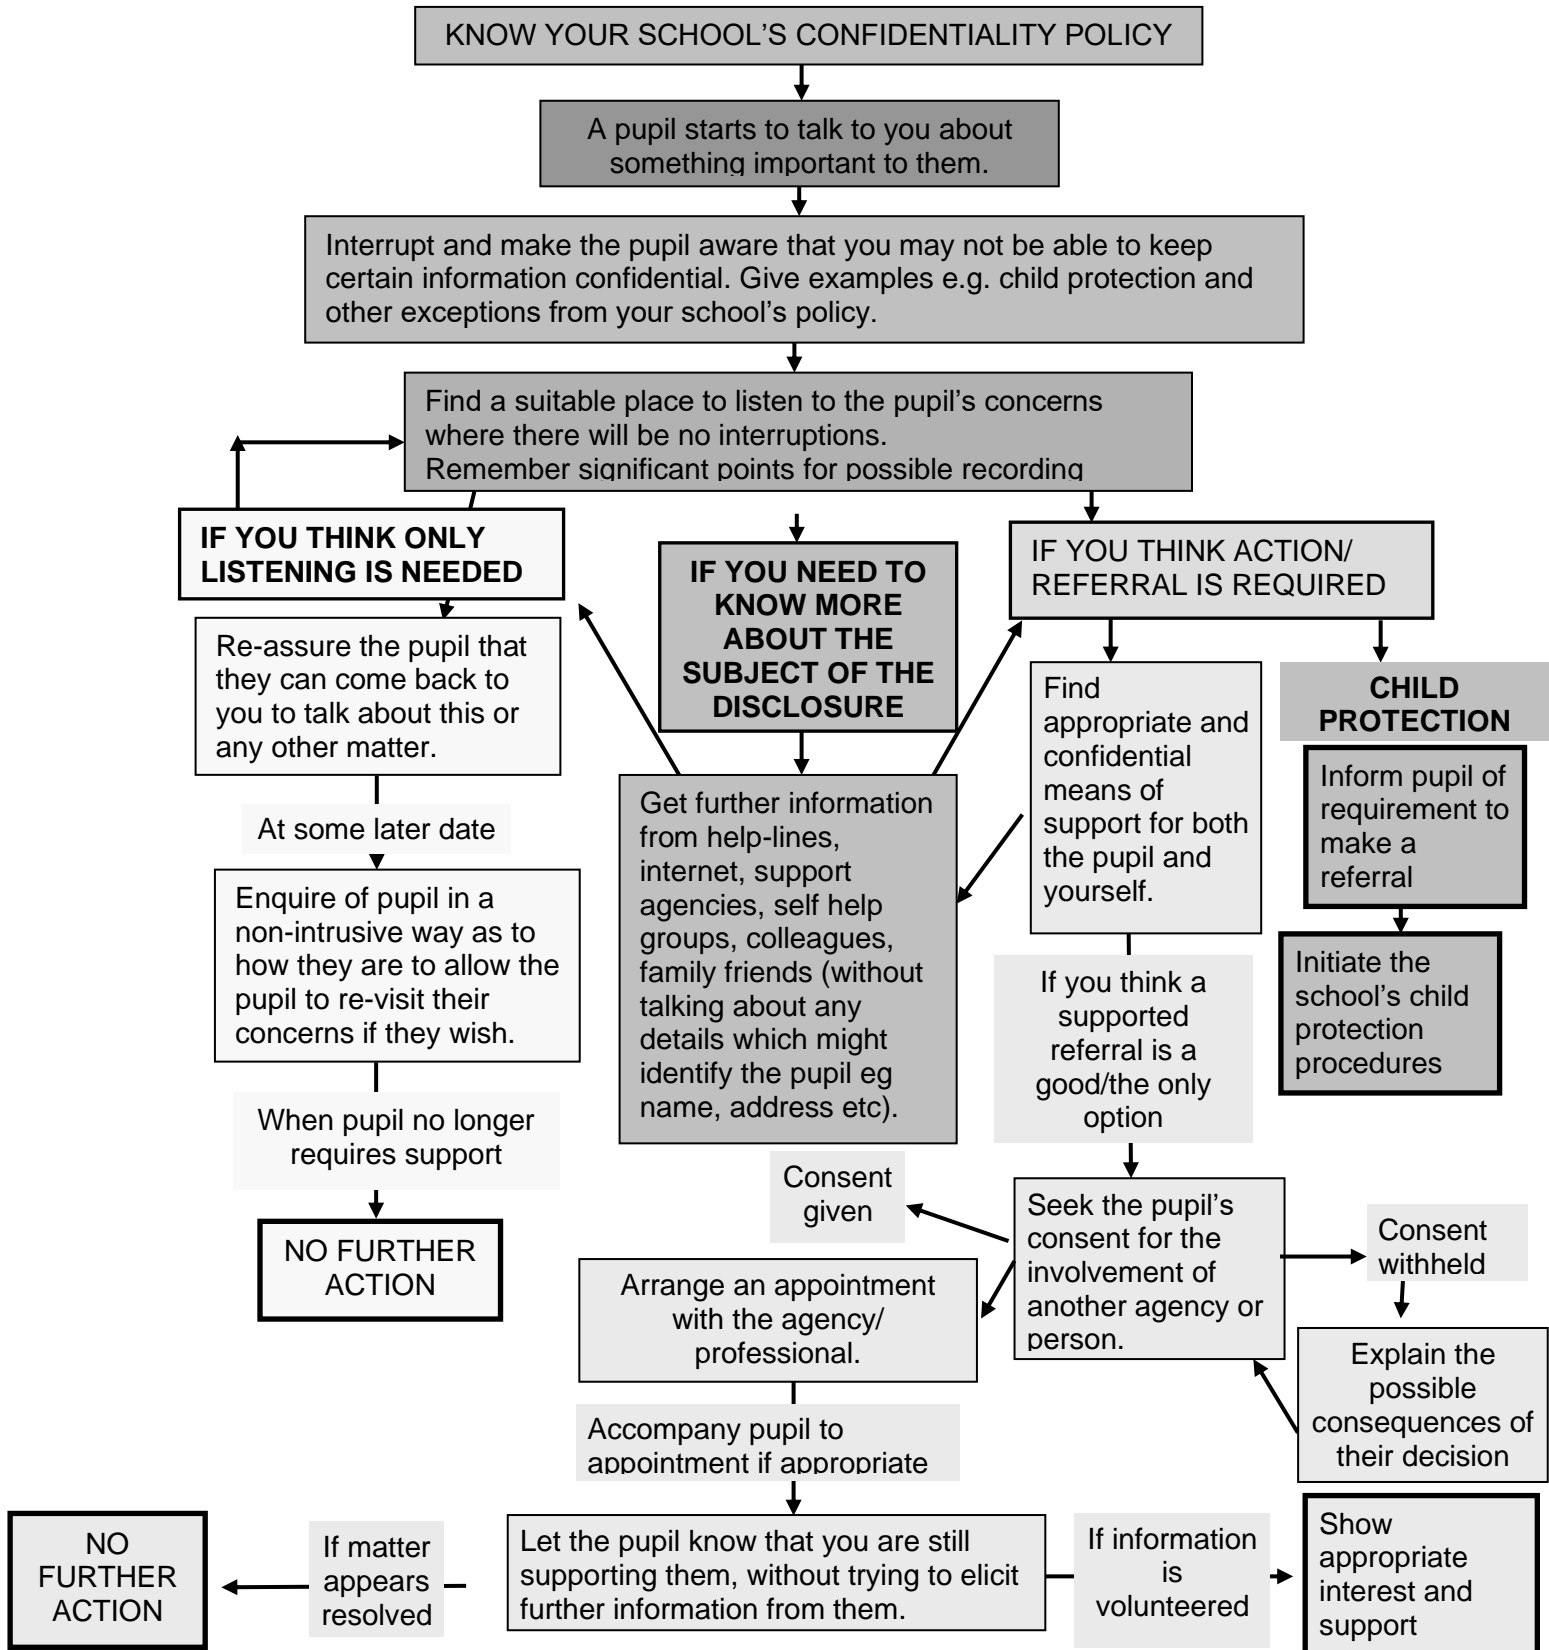 KNOW YOUR SCHOOL'S CONFIDENTIALITY POLICY
A pupil starts to talk to you about
something important to them.
Interrupt and make the pupil aware that you may not be able to keep
certain information confidential. Give examples e.g. child protection and
other exceptions from your school's policy.
Find a suitable place to listen to the pupil's concerns
where there will be no interruptions.
Remember significant points for possible recording
IF YOU THINK ONLY
LISTENING IS NEEDED
Re-assure the pupil that
they can come back to
you to talk about this or
any other matter.
At some later date
Enquire of pupil in a
non-intrusive way as to
how they are to allow the
pupil to re-visit their
concerns if they wish.
When pupil no longer
requires support
NO FURTHER
ACTION
IF YOU NEED TO
KNOW MORE
ABOUT THE
SUBJECT OF THE
DISCLOSURE
Get further information
from help-lines,
internet, support
agencies, self help
groups, colleagues,
family friends (without
talking about any
details which might
identify the pupil eg
name, address etc).
IF YOU THINK ACTION/
REFERRAL IS REQUIRED
Find
appropriate and
confidential
means of
support for both
the pupil and
yourself.
CHILD
PROTECTION
Inform pupil of
requirement to
make a
referral
Initiate the
school's child
protection
procedures
If you think a
supported
referral is a
good/the only
option
Seek the pupil's
consent for the
involvement of
another agency or
person.
Consent
given
Consent
withheld
Explain the
possible
consequences of
their decision
Arrange an appointment
with the agency/
professional.
Accompany pupil to
appointment if appropriate
Let the pupil know that you are still
supporting them, without trying to elicit
further information from them.
If matter
appears
resolved
NO
FURTHER
ACTION
If information
is
volunteered
Show
appropriate
interest and
support